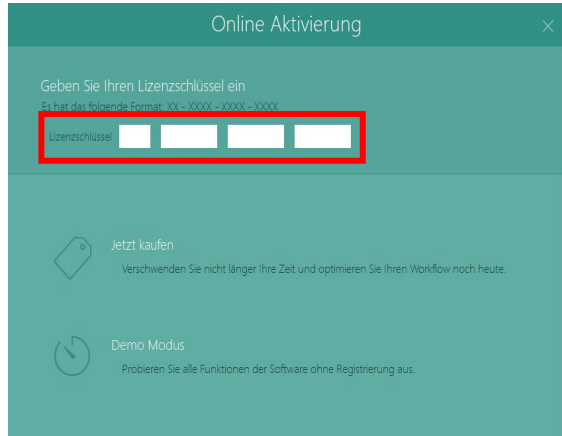 Online Aktivierung
Geben Sie Ihren Lizenzschlüssel ein
Es hat das folgende Format: XX - XXXX - XXXX - XXXX
Lizenzschlüssel
Jetzt kaufen
Verschwenden Sie nicht länger Ihre Zeit und optimieren Sie Ihren Workflow noch heute.
Demo Modus
Probieren Sie alle Funktionen der Software ohne Registrierung aus.